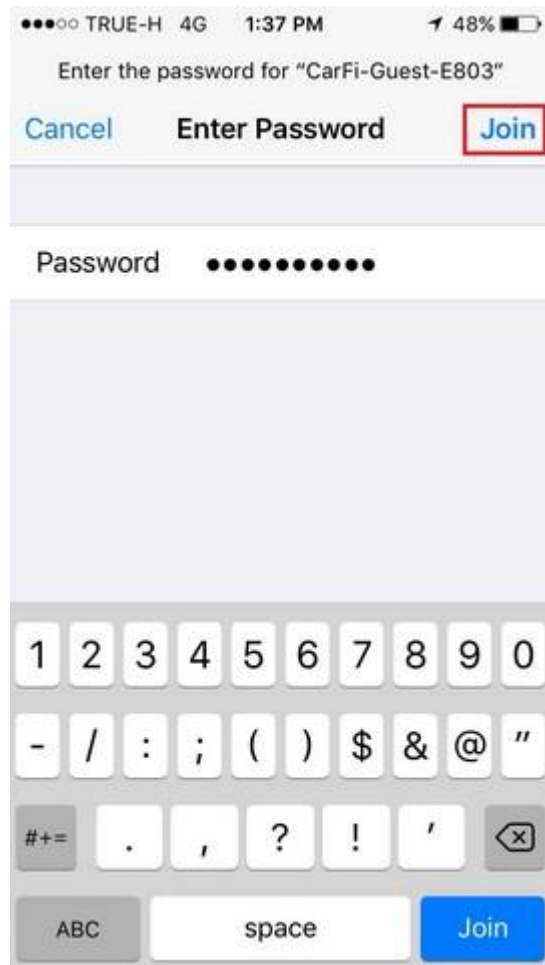 TRUE-H 4G 1:37 PM 48%
Enter the password for “CarFi-Guest-E803”
Cancel Enter Password Join
Password ••••••••••
1 2 3 4 5 6 7 8 9 0
- / : ; ( ) $ & @ "
#+= . , ? ! '
ABC space Join